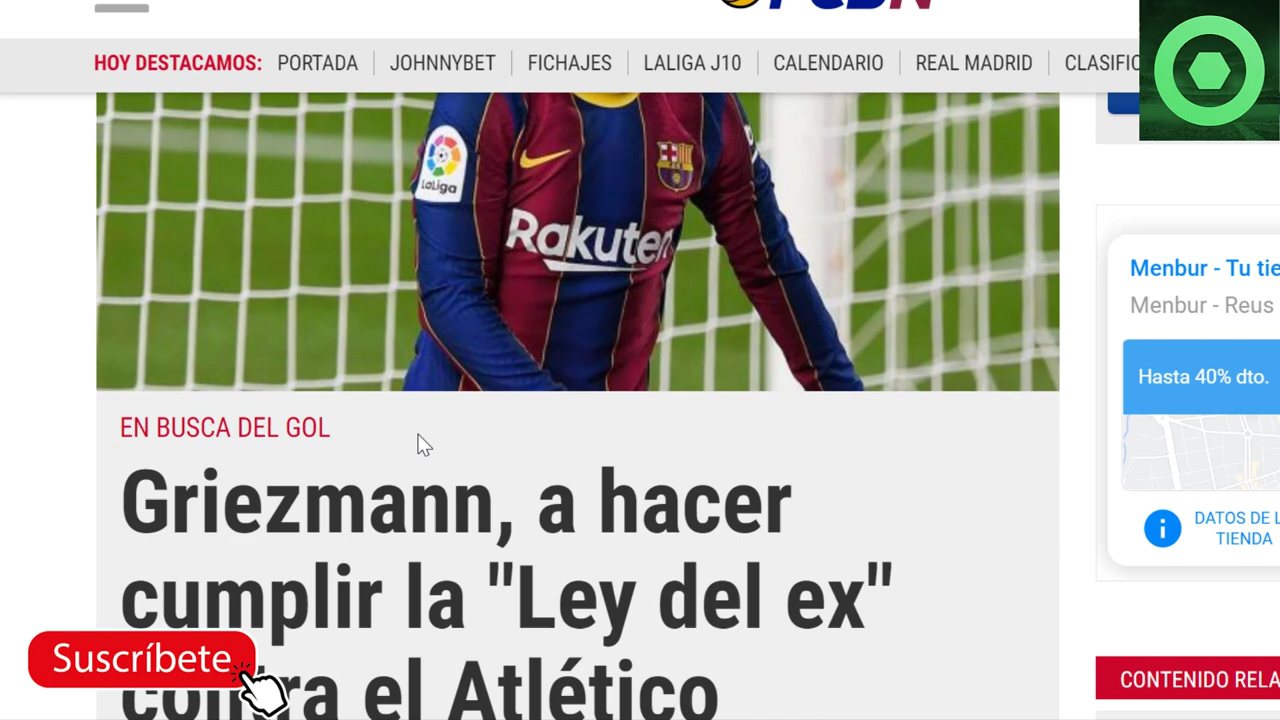 FCBN
HOY DESTACAMOS: PORTADA JOHNNYBET FICHAJES LALIGA J10 CALENDARIO REAL MADRID CLASIFIC
LaLiga
Rakuten
Menbur - Tu tie
Menbur - Reus
Hasta 40% dto.
EN BUSCA DEL GOL
Griezmann, a hacer
cumplir la "Ley del ex"
contra el Atlético
DATOS DE L
TIENDA
Suscríbete
CONTENIDO RELA